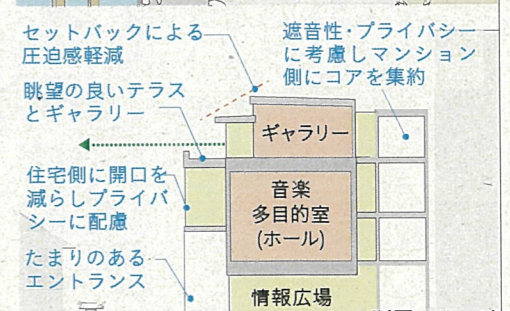 セットバックによる
圧迫感軽減
遮音性・プライバシー
に考慮しマンション
側にコアを集約
眺望の良いテラス
とギャラリー
ギャラリー
住宅側に開口を
減らしプライバ
シーに配慮
音楽
多目的室
(ホール)
たまりのある
エントランス
情報広場